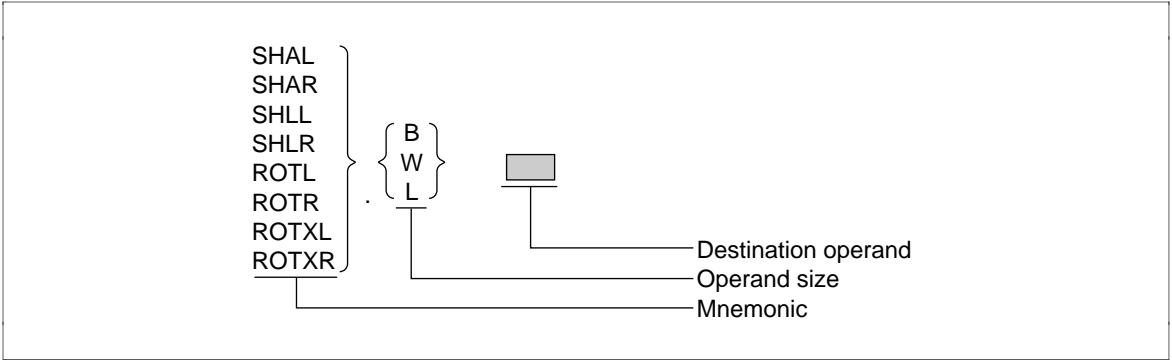 SHAL
SHAR
SHLL
SHLR
ROTL
ROTR
ROTXL
ROTXR
.
B
W
L
Destination operand
Operand size
Mnemonic